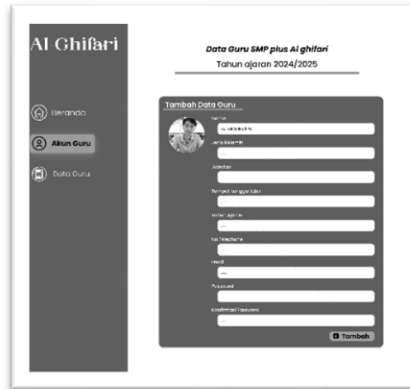 Al-Ghifari
Beranda
Akun Guru
Data Guru
Data Guru SMP plus Al ghifari
Tahun ajaran 2024/2025
Tambah Data Guru
Nama
Jenis Kelamin
Jabatan
Tempat tanggal lahir
No Telephone
Email
Password
Konfirmasi Password
Tambah